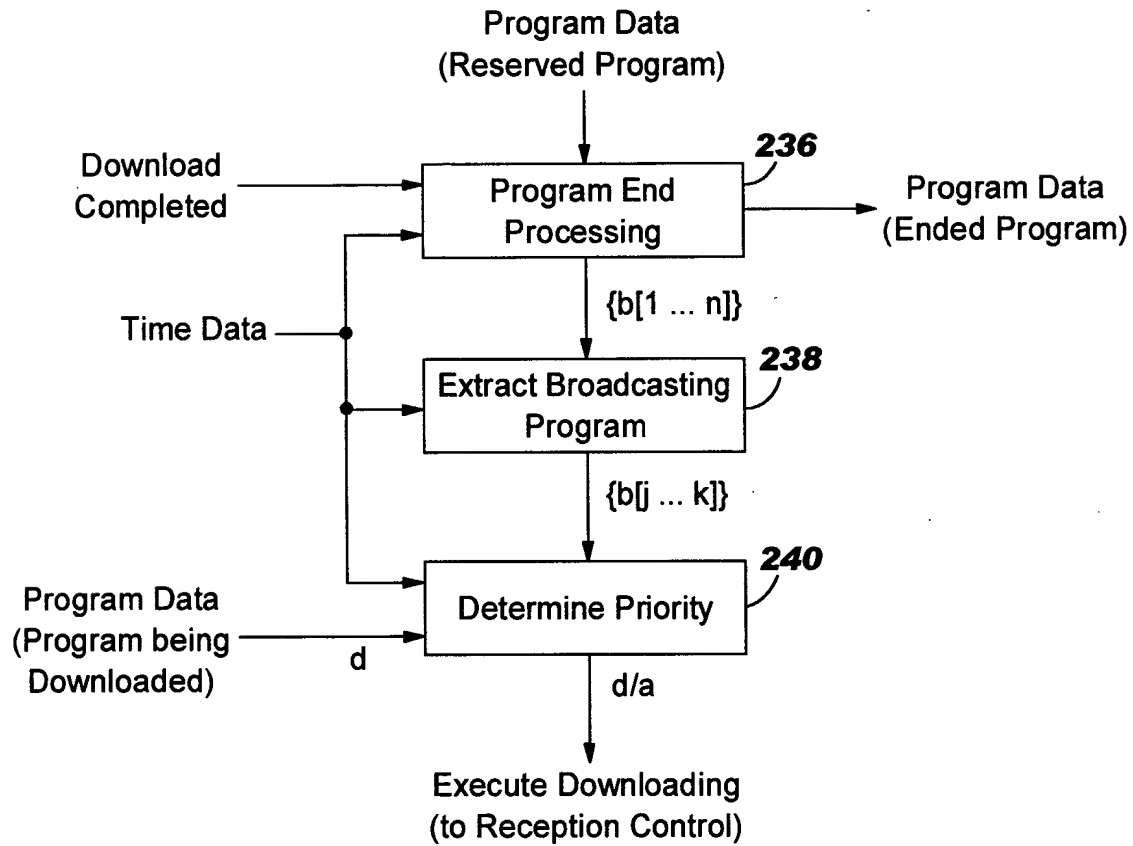 Program Data
(Reserved Program)
236
Download
Completed
Program End
Processing
Program Data
(Ended Program)
{b[1 ... n]}
Time Data
238
Extract Broadcasting
Program
{b[j ... k]}
240
Program Data
(Program being
Downloaded)
d
Determine Priority
d/a
Execute Downloading
(to Reception Control)